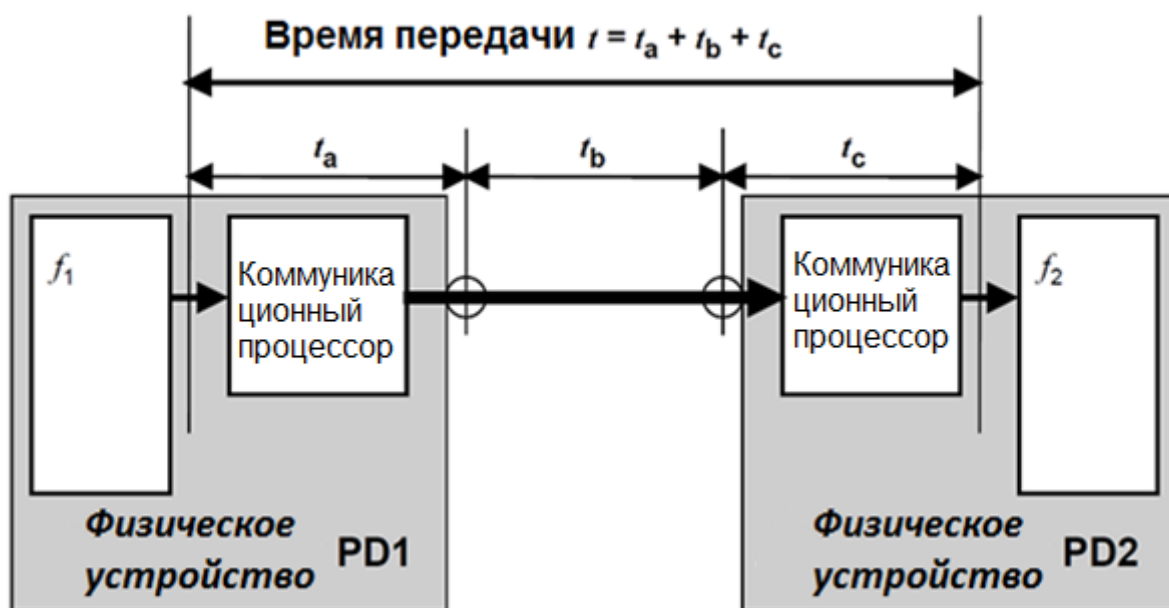 Время передачи t = ta + tb + tc
ta
tb
tc
f1
Коммуника
ционный
процессор
Коммуника
ционный
процессор
f2
Физическое
устройство
PD1
Физическое
устройство
PD2